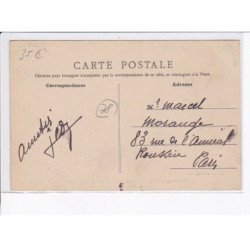 35 €
CARTE POSTALE
Certains pays étrangers n'acceptent pas la correspondance de ce côté, se renseigner à la Poste
Correspondance
Adresse
78
Marcel
Morange
83 rue de l'Amiral
Roussin
Paris
Amitiés